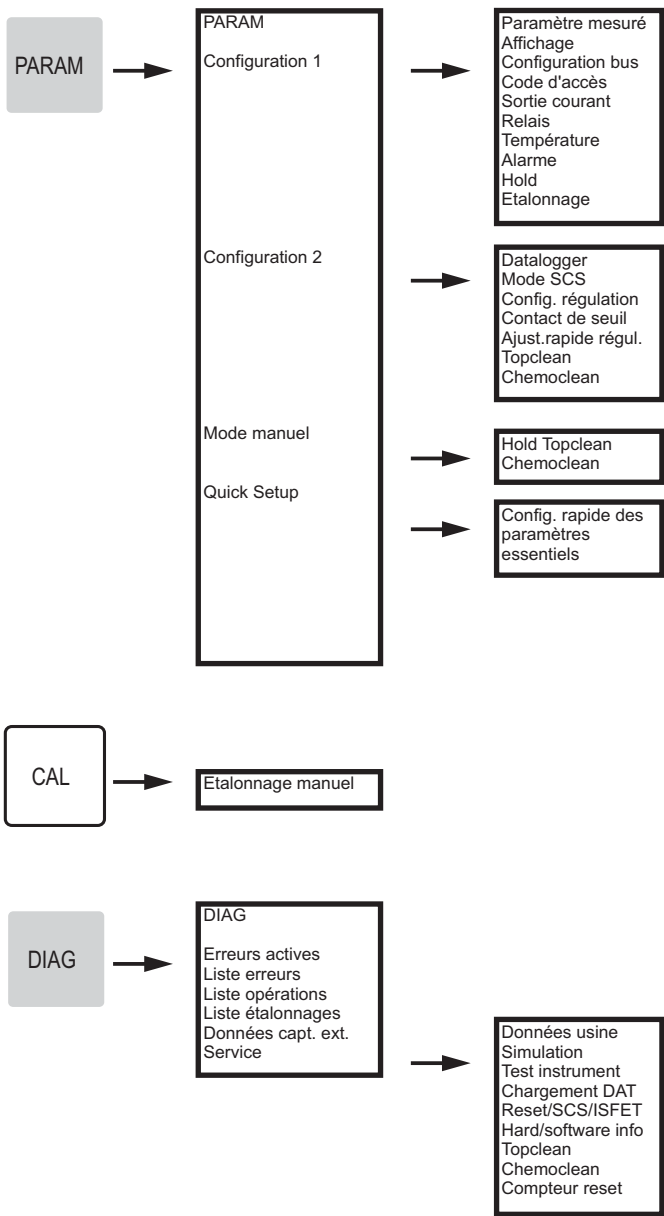 PARAM
PARAM
Configuration 1
Paramètre mesuré
Affichage
Configuration bus
Code d'accès
Sortie courant
Relais
Température
Alarme
Hold
Etalonnage
Configuration 2
Datalogger
Mode SCS
Config. régulation
Contact de seuil
Ajust.rapide régul.
Topclean
Chemoclean
Mode manuel
Hold Topclean
Chemoclean
Quick Setup
Config. rapide des
paramètres
essentiels
CAL
Etalonnage manuel
DIAG
DIAG
Erreurs actives
Liste erreurs
Liste opérations
Liste étalonnages
Données capt. ext.
Service
Données usine
Simulation
Test instrument
Chargement DAT
Reset/SCS/ISFET
Hard/software info
Topclean
Chemoclean
Compteur reset